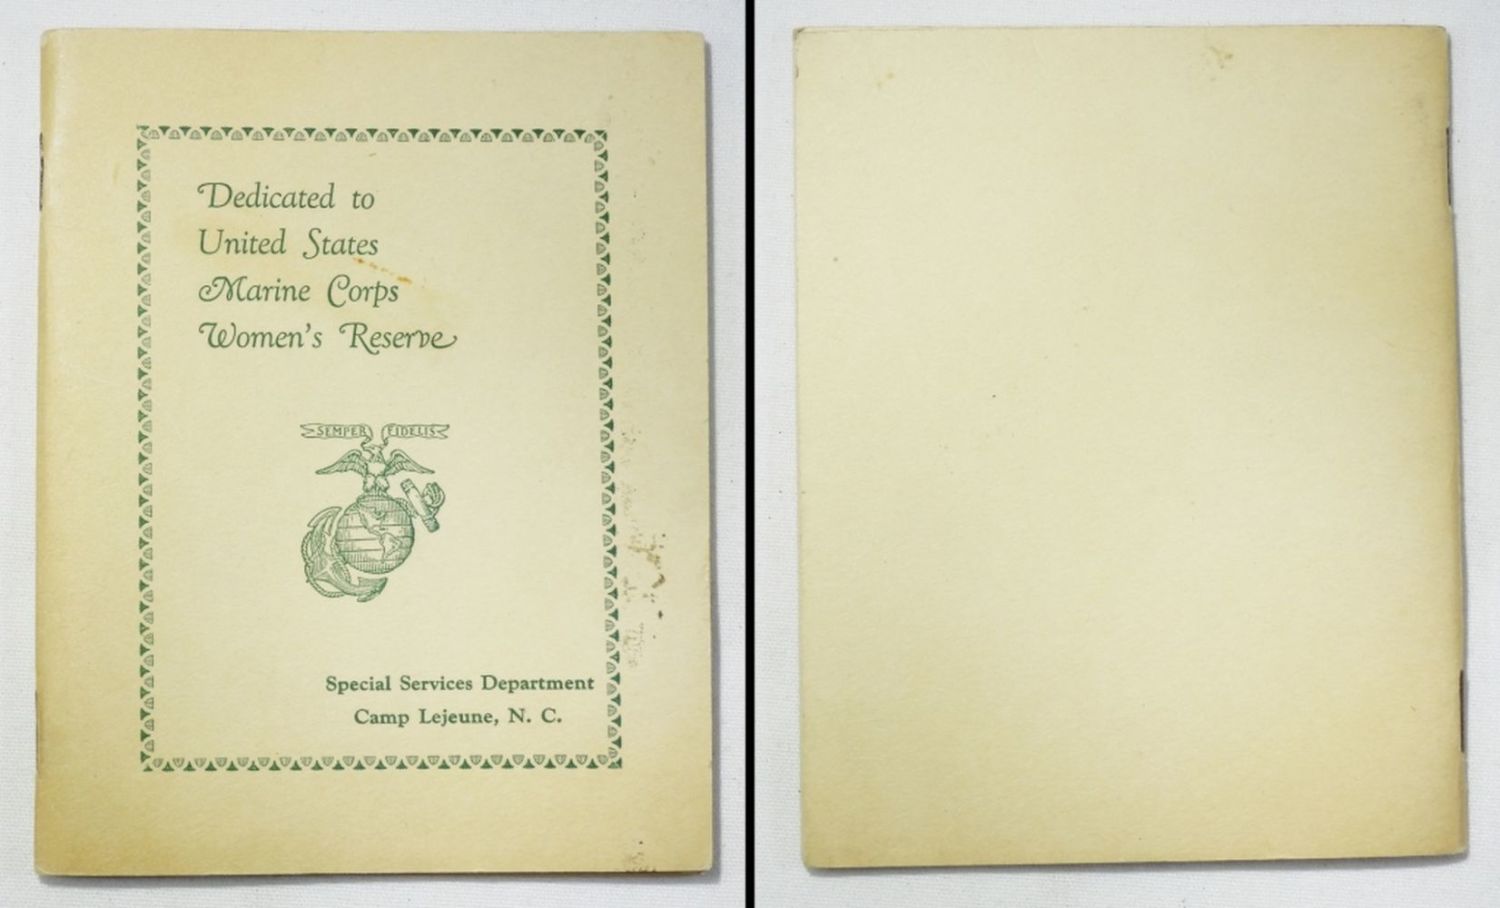 Dedicated to
United States
Marine Corps
Women's Reserve
SEMPER FIDELIS
Special Services Department
Camp Lejeune, N. C.